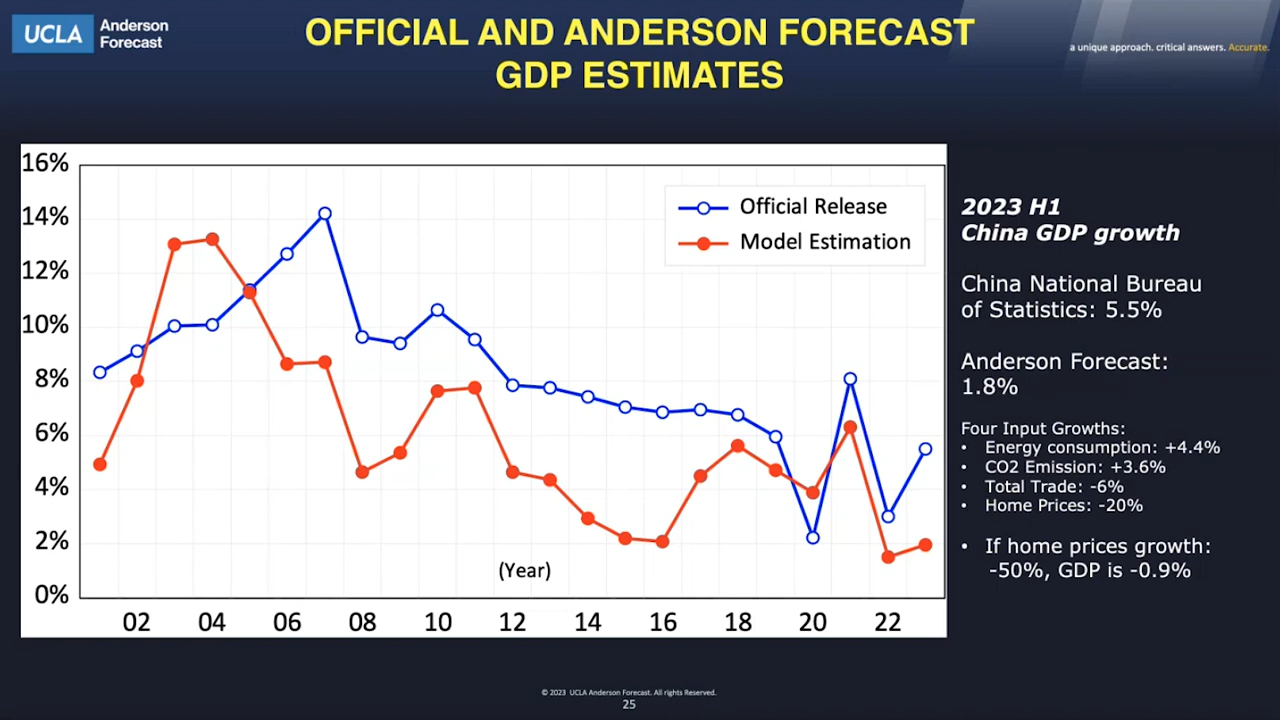 UCLA
Anderson
Forecast
OFFICIAL AND ANDERSON FORECAST
GDP ESTIMATES
a unique approach. critical answers. Accurate.
16%
14%
12%
10%
8%
6%
4%
2%
0%
Official Release
Model Estimation
(Year)
02 04 06 08 10 12 14 16 18 20 22
2023 H1
China GDP growth
China National Bureau
of Statistics: 5.5%
Anderson Forecast:
1.8%
Four Input Growths:
• Energy consumption: +4.4%
• CO2 Emission: +3.6%
• Total Trade: -6%
• Home Prices: -20%
• If home prices growth:
-50%, GDP is -0.9%
© 2023 UCLA Anderson Forecast. All rights Reserved.
25